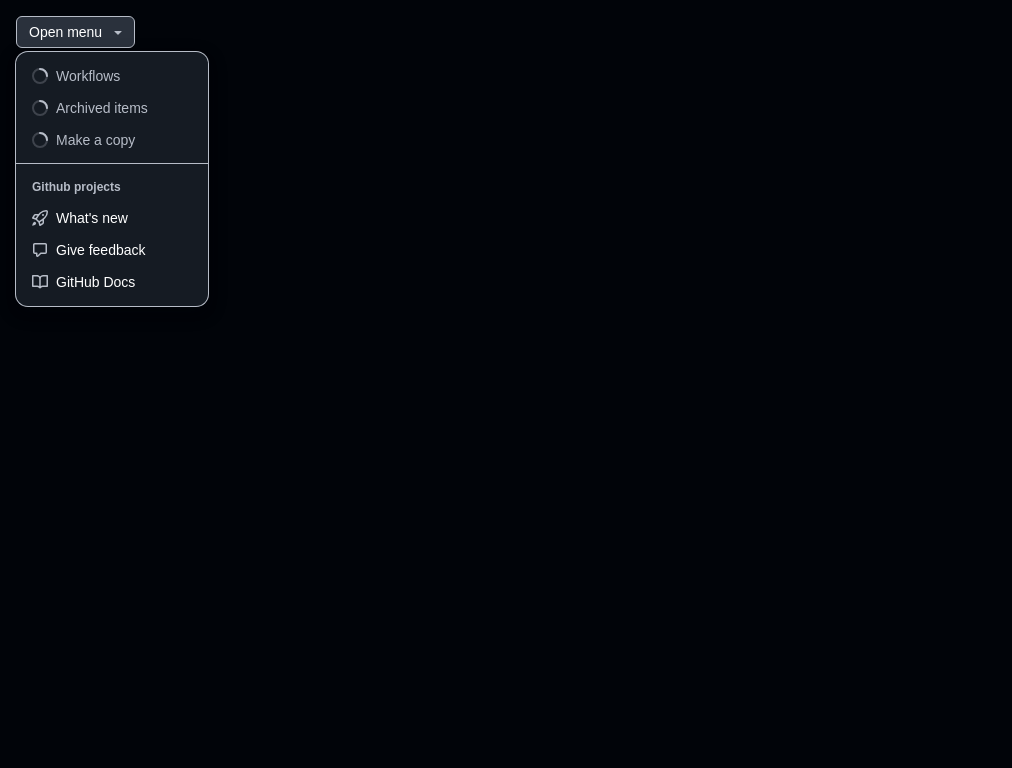 Open menu
Workflows
Archived items
Make a copy
Github projects
What's new
Give feedback
GitHub Docs